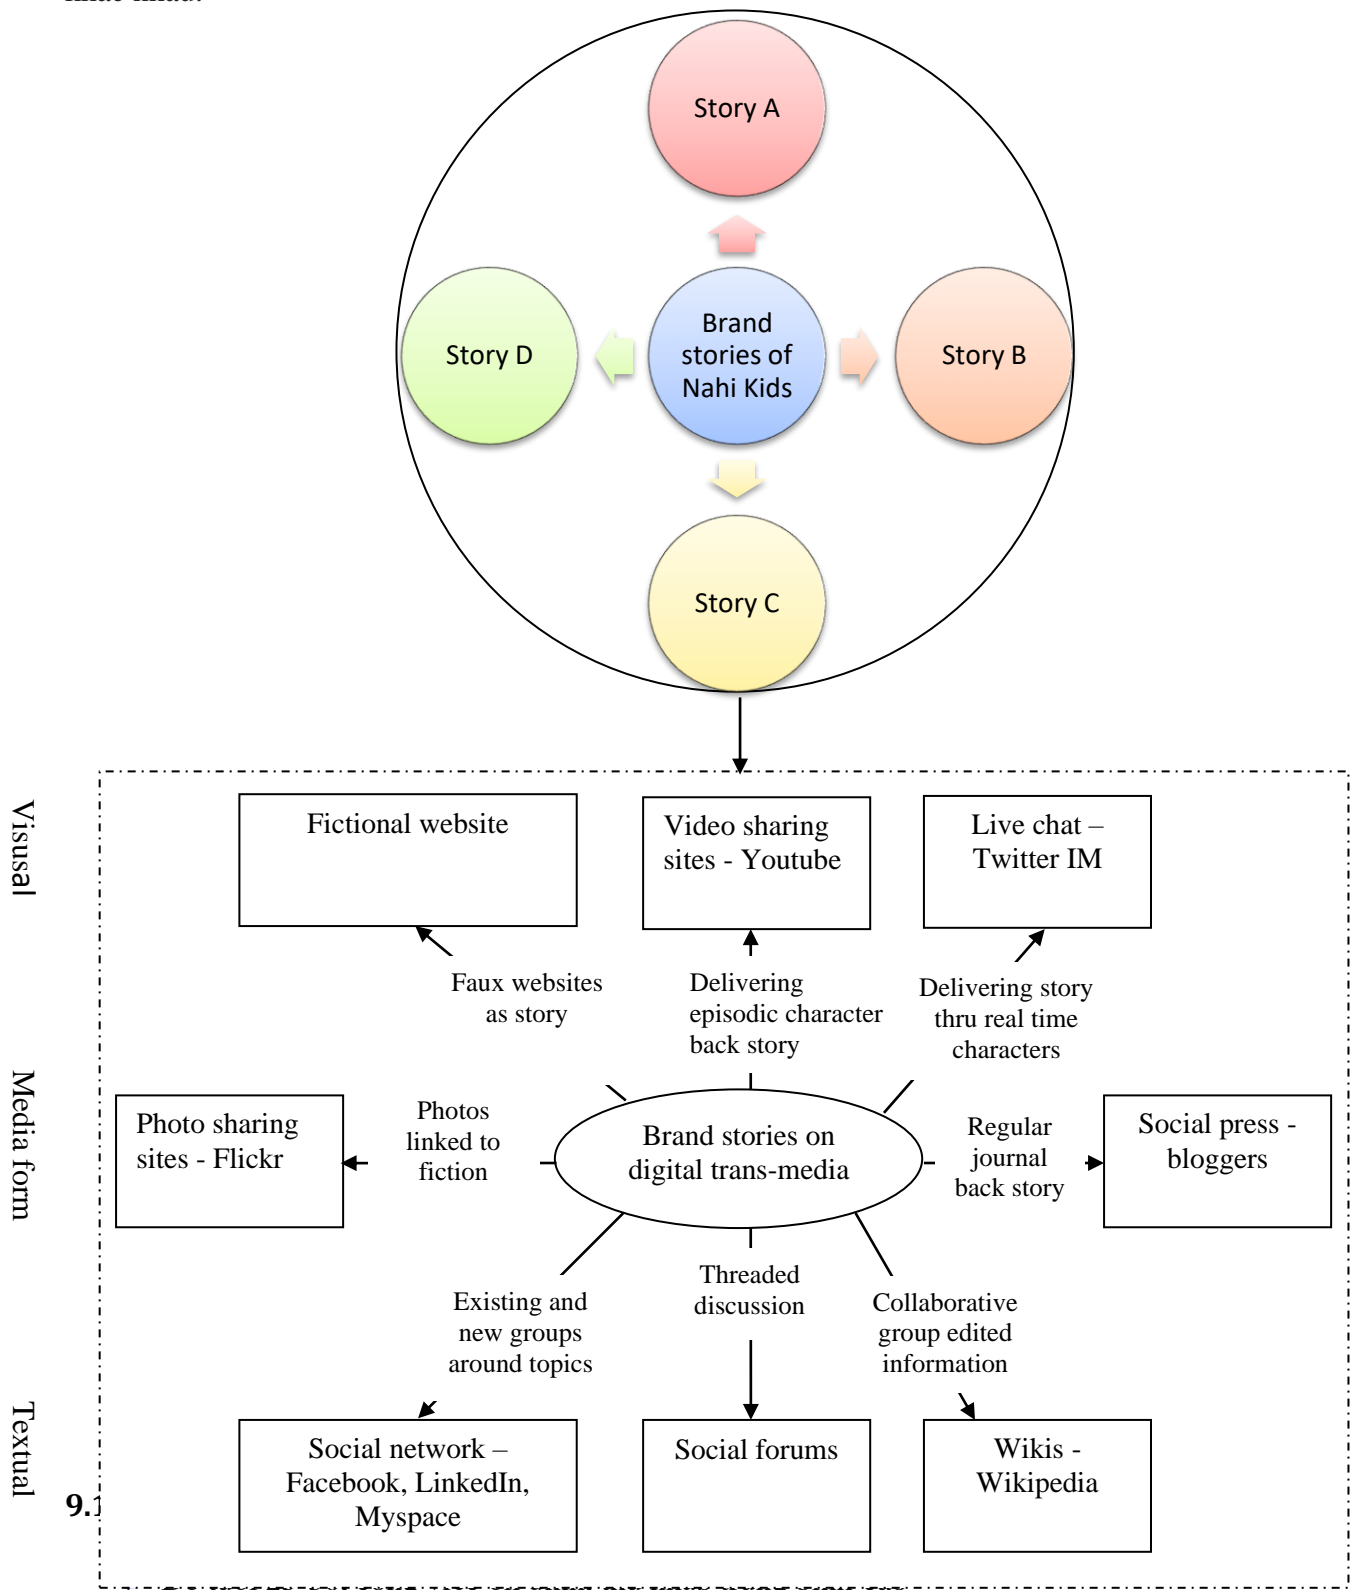 Story A
Story D
Brand
stories of
Nahi Kids
Story B
Story C
Visusal
Fictional website
Video sharing
sites - Youtube
Live chat –
Twitter IM
Faux websites
as story
Delivering
episodic character
back story
Delivering story
thru real time
characters
Media form
Photo sharing
sites - Flickr
Photos
linked to
fiction
Brand stories on
digital trans-media
Regular
journal
back story
Social press -
bloggers
Existing and
new groups
around topics
Threaded
discussion
Collaborative
group edited
information
Textual
Social network –
Facebook, LinkedIn,
Myspace
Social forums
Wikis -
Wikipedia
9.1